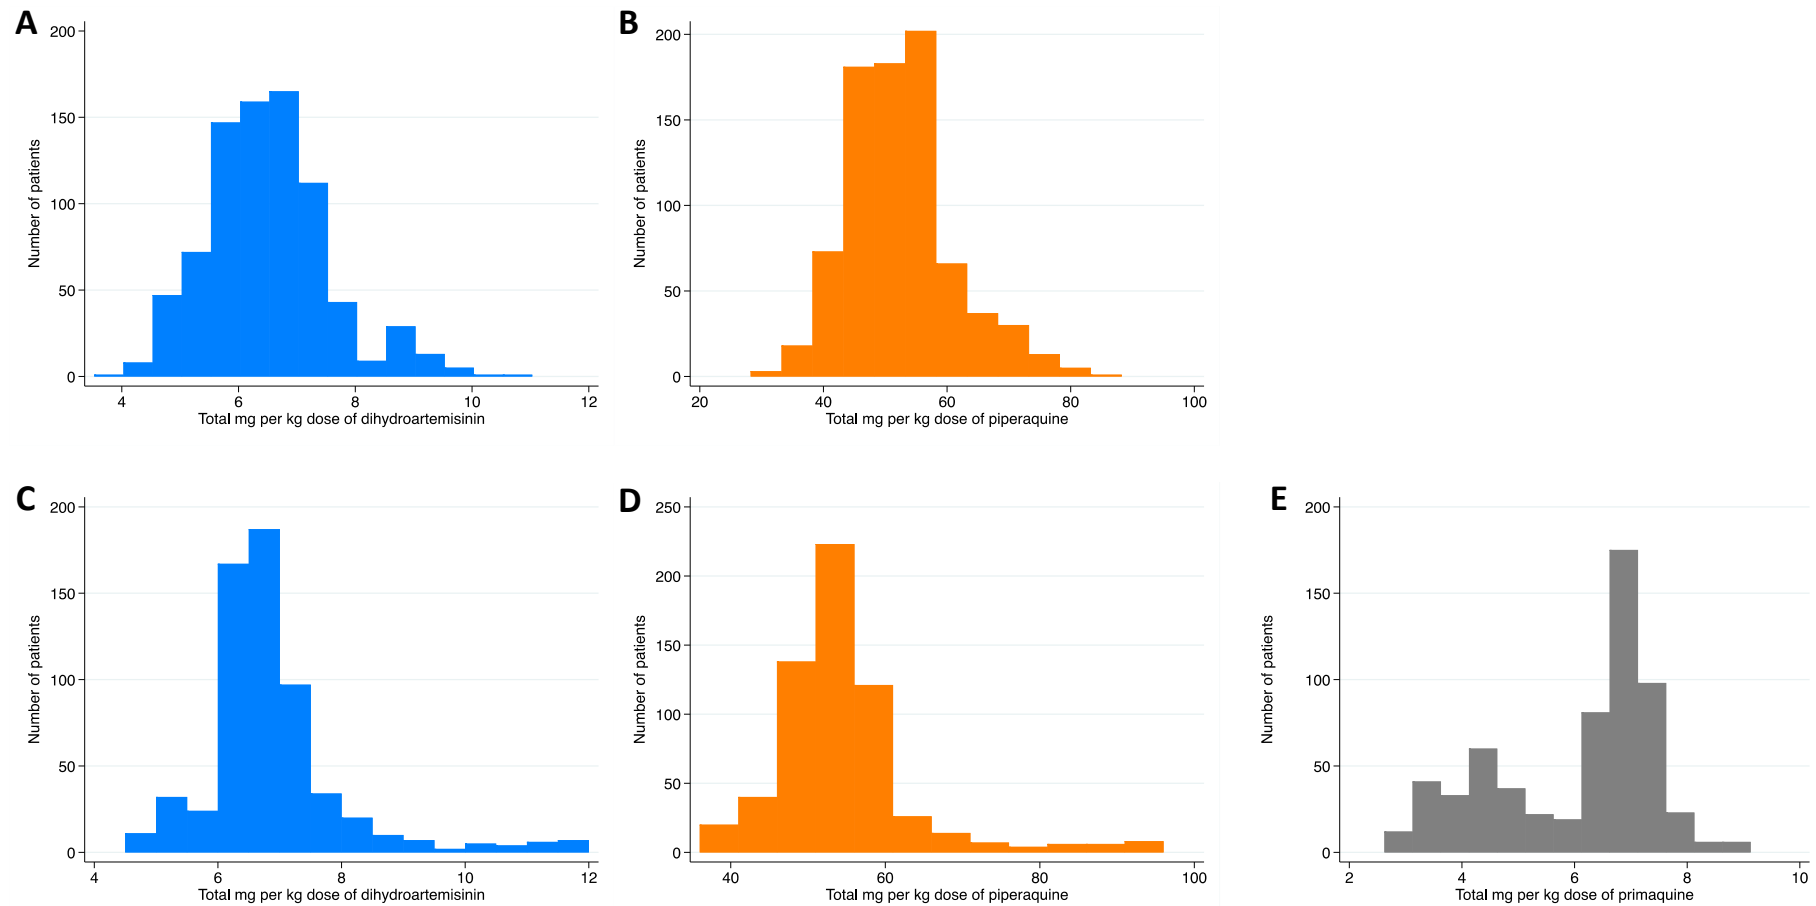 A
200
150
100
50
0
Number of patients
4 6 8 10 12
Total mg per kg dose of dihydroartemisinin
B
200
150
100
50
0
Number of patients
20 40 60 80 100
Total mg per kg dose of piperaquine
C
200
150
100
50
0
Number of patients
4 6 8 10 12
Total mg per kg dose of dihydroartemisinin
D
250
200
150
100
50
0
Number of patients
40 60 80 100
Total mg per kg dose of piperaquine
E
200
150
100
50
0
Number of patients
2 4 6 8 10
Total mg per kg dose of primaquine